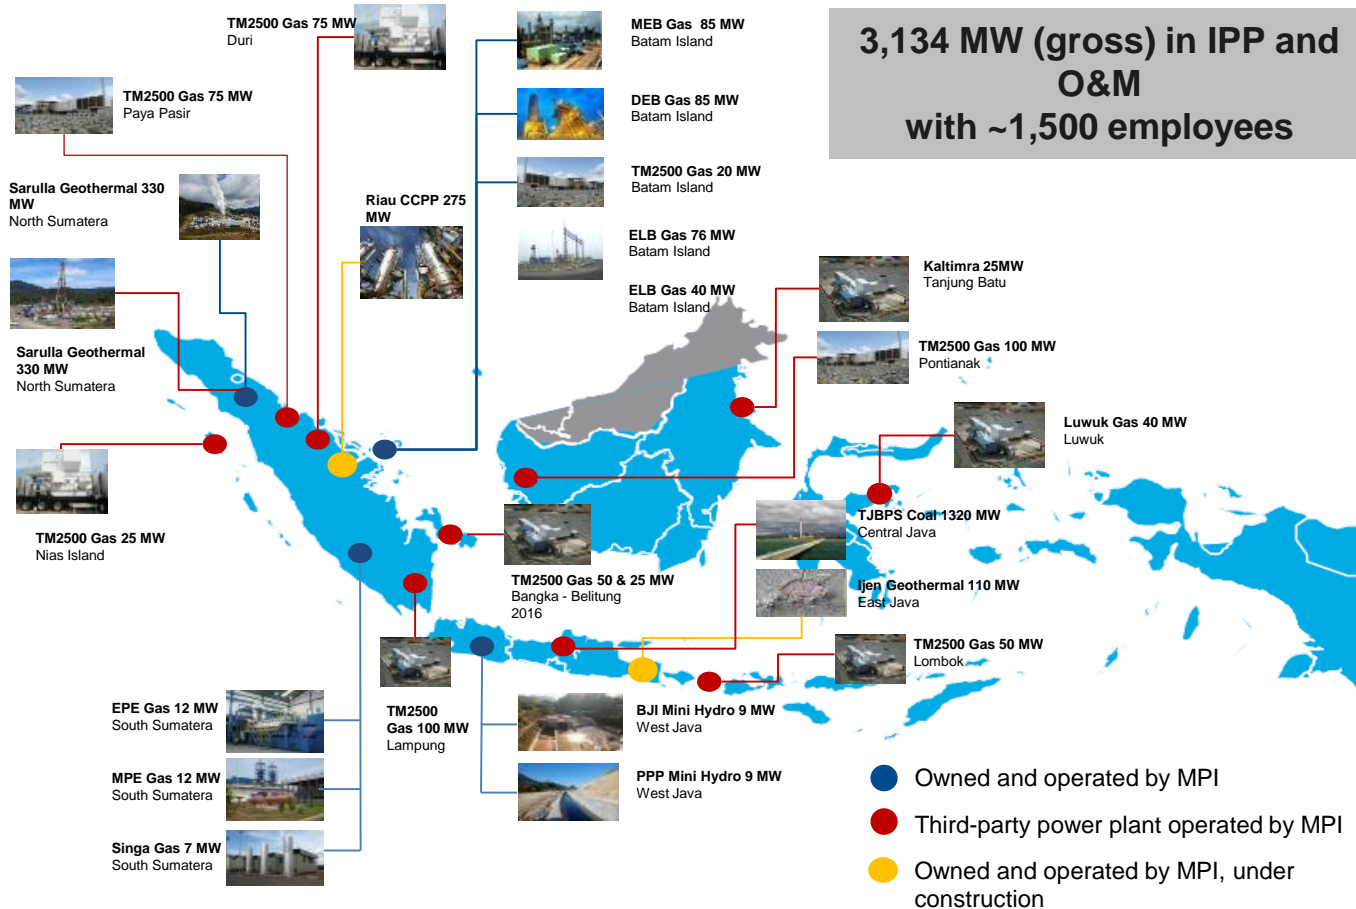 TM2500 Gas 75 MW
Duri
MEB Gas  85 MW
Batam Island
3,134 MW (gross) in IPP and
O&M
with ~1,500 employees
TM2500 Gas 75 MW
Paya Pasir
DEB Gas 85 MW
Batam Island
TM2500 Gas 20 MW
Batam Island
Sarulla Geothermal 330
MW
North Sumatera
Riau CCPP 275
MW
ELB Gas 76 MW
Batam Island
ELB Gas 40 MW
Batam Island
Kaltimra 25MW
Tanjung Batu
Sarulla Geothermal
330 MW
North Sumatera
TM2500 Gas 100 MW
Pontianak
Luwuk Gas 40 MW
Luwuk
TM2500 Gas 25 MW
Nias Island
TJBPS Coal 1320 MW
Central Java
TM2500 Gas 50 & 25 MW
Bangka - Belitung
2016
Ijen Geothermal 110 MW
East Java
TM2500 Gas 50 MW
Lombok
EPE Gas 12 MW
South Sumatera
TM2500
Gas 100 MW
Lampung
BJI Mini Hydro 9 MW
West Java
MPE Gas 12 MW
South Sumatera
PPP Mini Hydro 9 MW
West Java
Singa Gas 7 MW
South Sumatera
Owned and operated by MPI
Third-party power plant operated by MPI
Owned and operated by MPI, under
construction